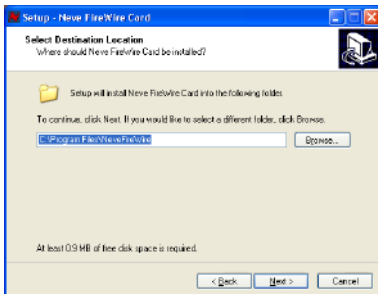 Setup - Neve FireWire Card
Select Destination Location
Where should Neve FireWire Card be installed?
Setup will install Neve FireWire Card into the following folder.
To continue, click Next. If you would like to select a different folder, click Browse.
C:\Program Files\NeveFireWire
Browse...
At least 0.9 MB of free disk space is required.
< Back
Next >
Cancel